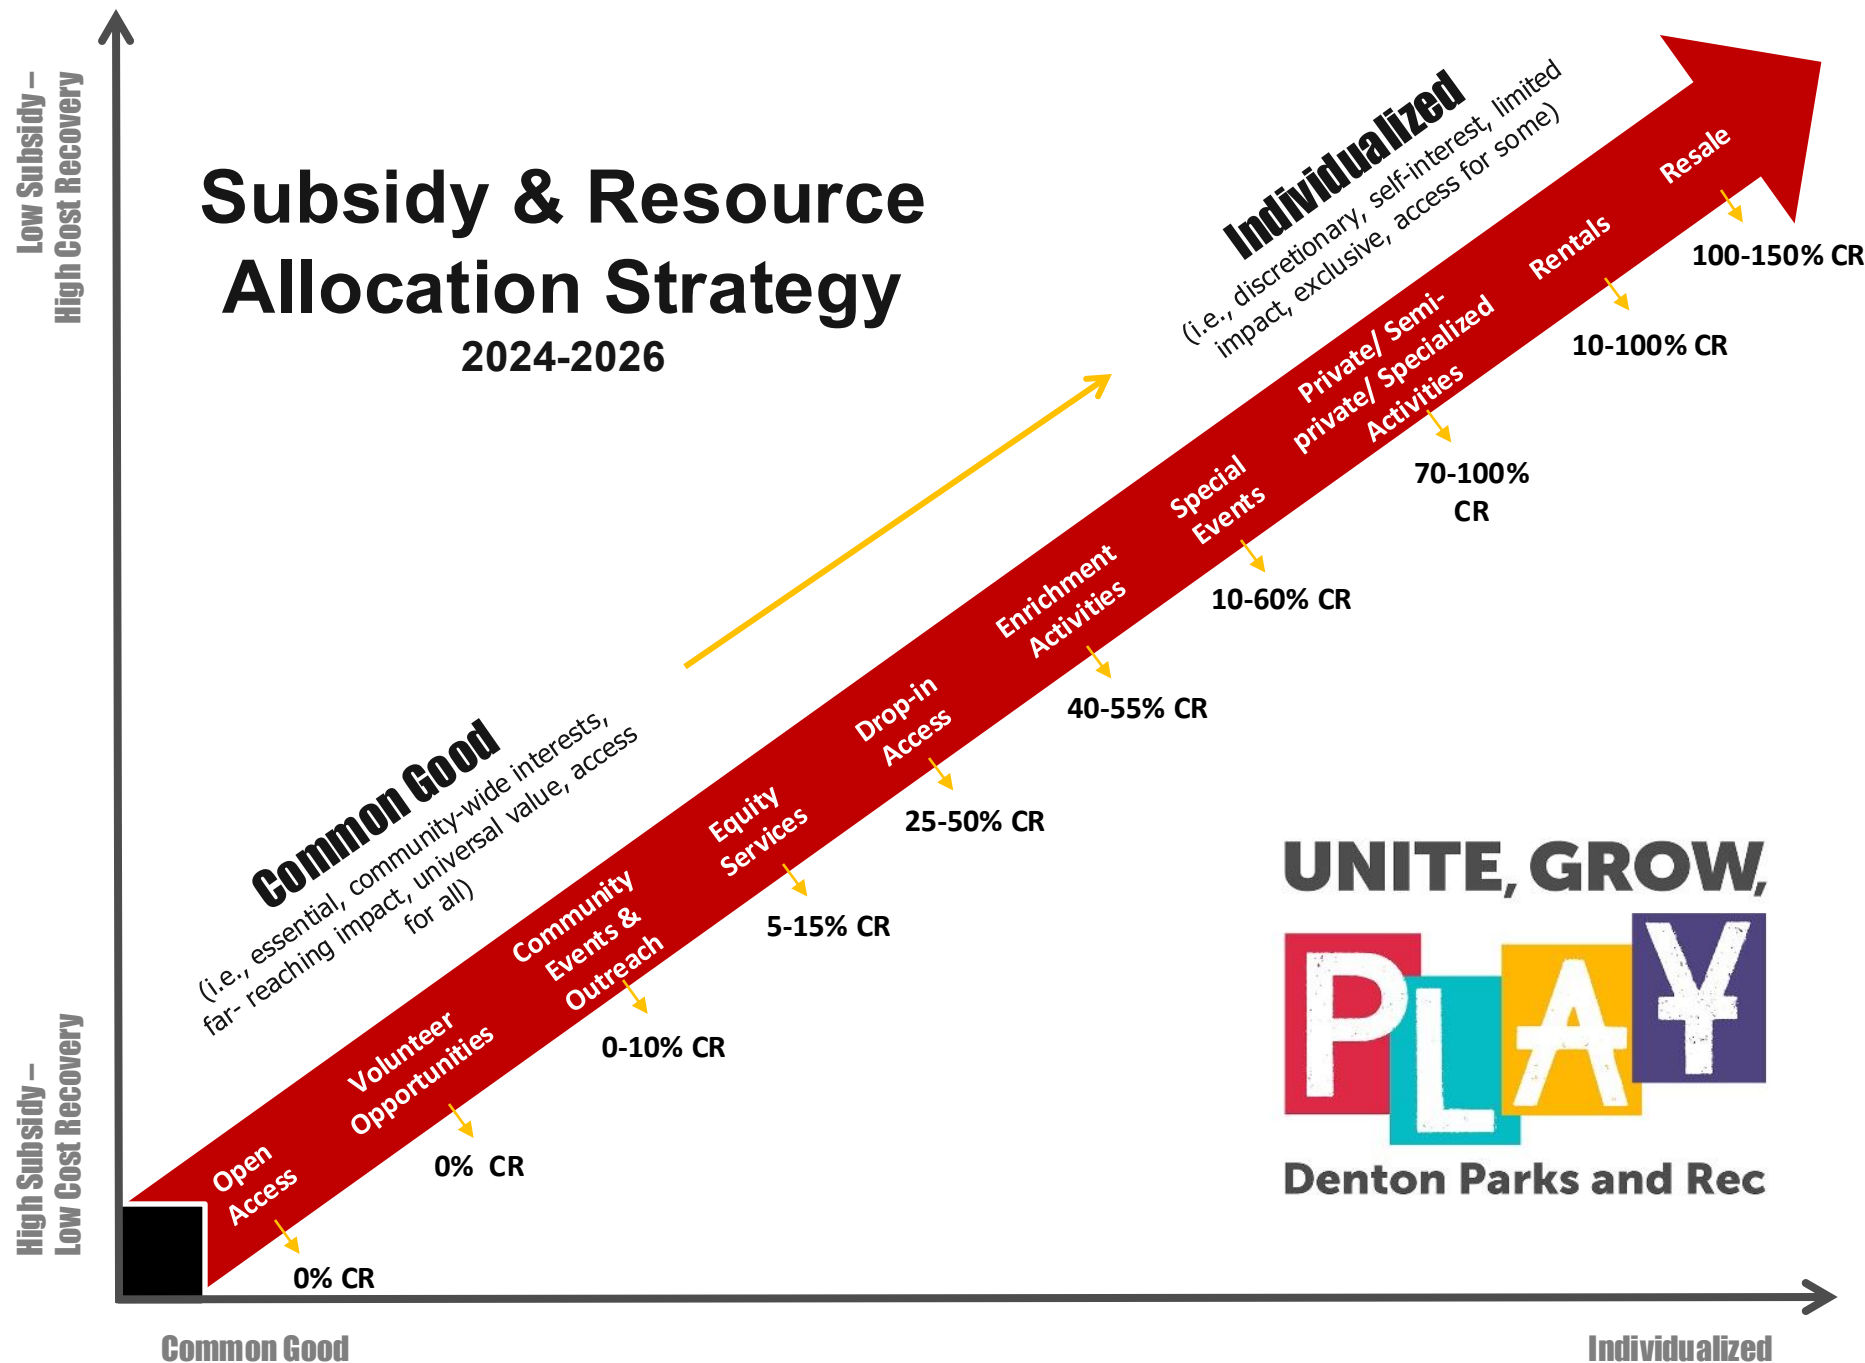 Subsidy & Resource
Allocation Strategy
2024-2026
Low Subsidy –
High Cost Recovery
High Subsidy –
Low Cost Recovery
Common Good
(i.e., essential, community-wide interests,
far- reaching impact, universal value, access
for all)
Individualized
(i.e., discretionary, self-interest, limited
impact, exclusive, access for some)
Open
Access
0% CR
Volunteer
Opportunities
0% CR
Community
Events &
Outreach
0-10% CR
Equity
Services
5-15% CR
Drop-in
Access
25-50% CR
Enrichment
Activities
40-55% CR
Special
Events
10-60% CR
Private/ Semi-
private/ Specialized
Activities
70-100%
CR
Rentals
10-100% CR
Resale
100-150% CR
UNITE, GROW,
PLAY
Denton Parks and Rec
Common Good
Individualized